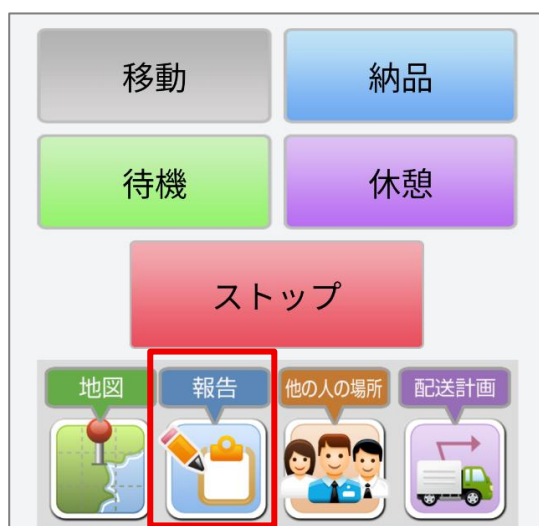 移動
納品
待機
休憩
ストップ
地図
報告
他の人の場所
配送計画